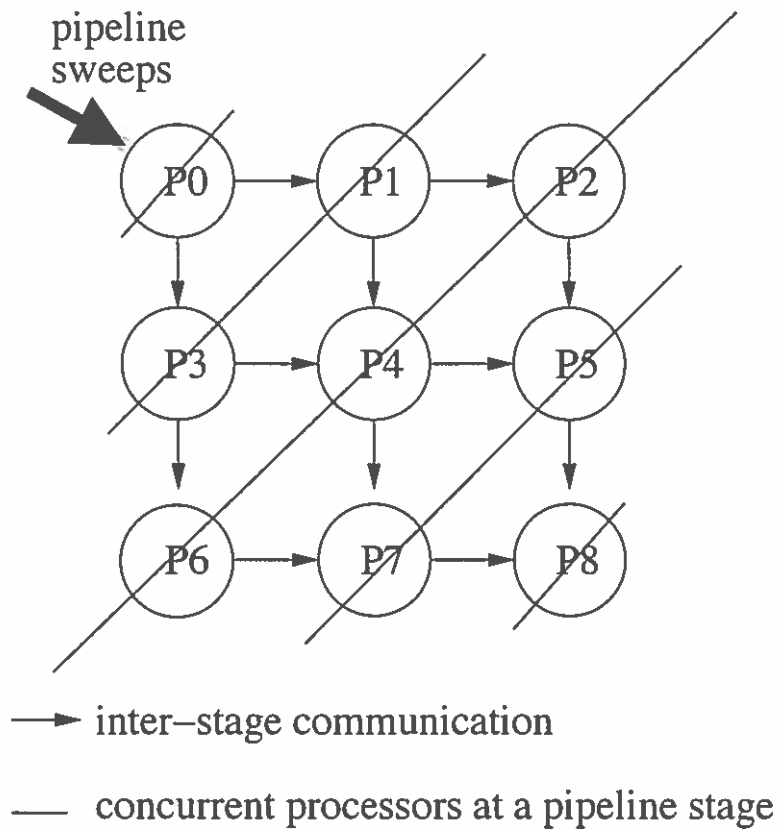 pipeline
sweeps
P0
P1
P2
P3
P4
P5
P6
P7
P8
inter–stage communication
concurrent processors at a pipeline stage